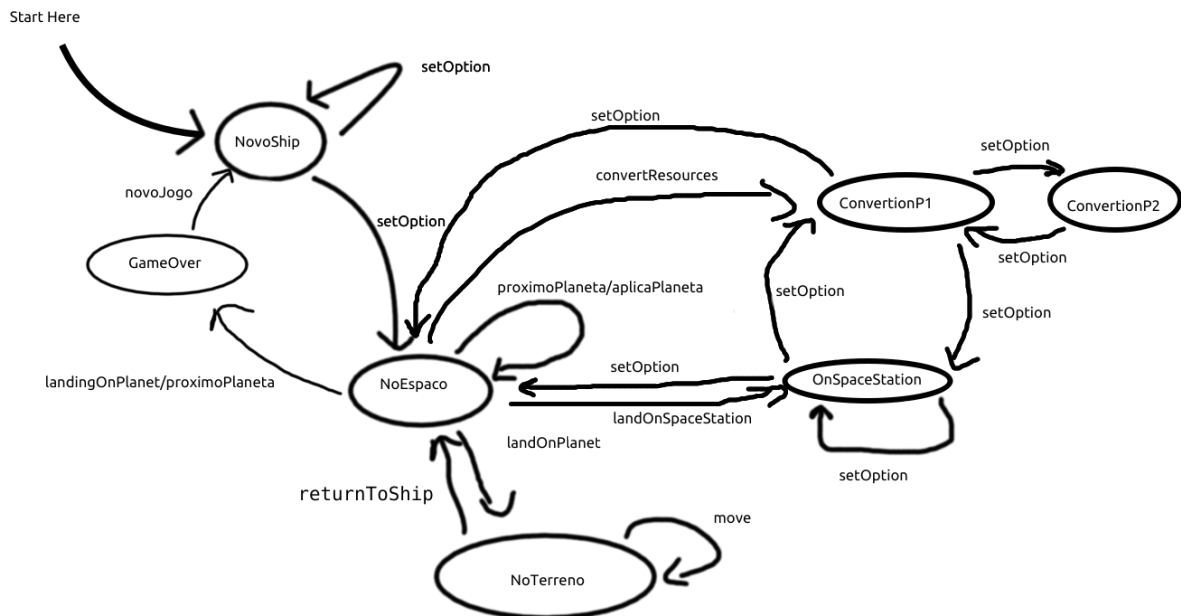 Start Here
setOption
NovoShip
setOption
convertResources
setOption
ConvertionP1
ConvertionP2
novoJogo
setOption
setOption
GameOver
proximoPlaneta/aplicaPlaneta
setOption
setOption
landingOnPlanet/proximoPlaneta
NoEspaco
setOption
OnSpaceStation
landOnSpaceStation
landOnPlanet
setOption
returnToShip
move
NoTerreno